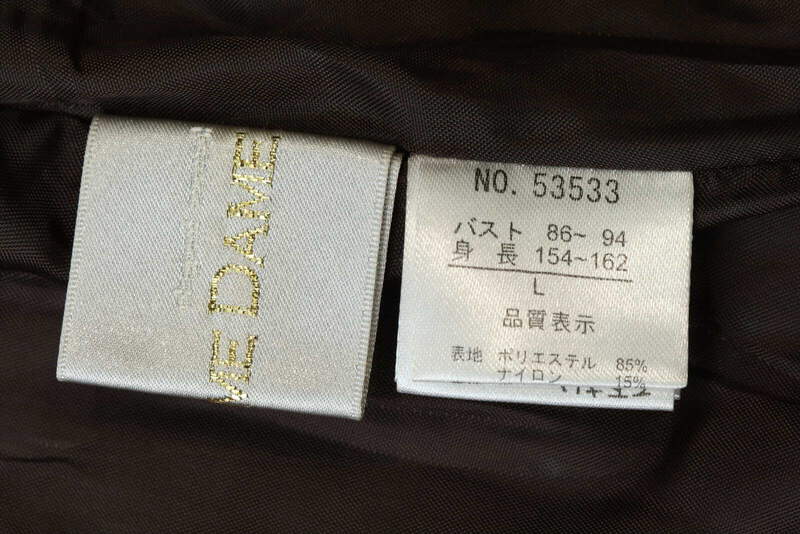 ME DAME
NO. 53533
バスト 86~ 94
身 長 154~162
L
品質表示
表地 ポリエステル 85%
ナイロン 15%